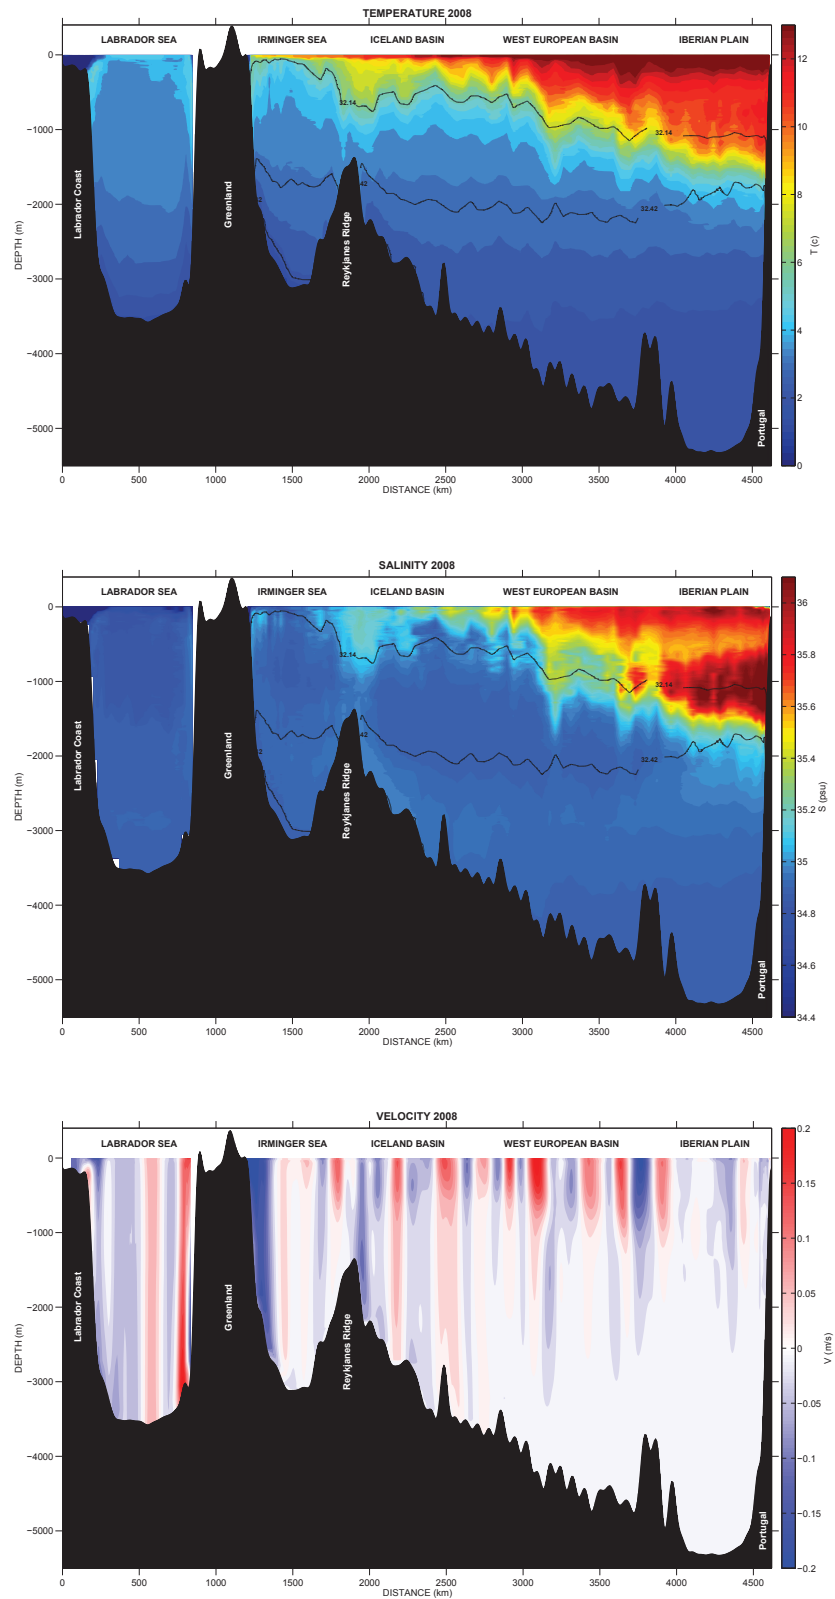 TEMPERATURE 2008
LABRADOR SEA IRMINGER SEA ICELAND BASIN WEST EUROPEAN BASIN IBERIAN PLAIN
0
−1000
−2000
−3000
−4000
−5000
DEPTH (m)
Labrador Coast
Greenland
Reykjanes Ridge
Portugal
32.14
32.14
42
32.42
2
0 500 1000 1500 2000 2500 3000 3500 4000 4500
DISTANCE (km)
12
10
8
6
4
2
0
T (c)
SALINITY 2008
LABRADOR SEA IRMINGER SEA ICELAND BASIN WEST EUROPEAN BASIN IBERIAN PLAIN
0
−1000
−2000
−3000
−4000
−5000
DEPTH (m)
Labrador Coast
Greenland
Reykjanes Ridge
Portugal
32.14
32.14
42
32.42
2
0 500 1000 1500 2000 2500 3000 3500 4000 4500
DISTANCE (km)
36
35.8
35.6
35.4
35.2
35
34.8
34.6
34.4
S (psu)
VELOCITY 2008
LABRADOR SEA IRMINGER SEA ICELAND BASIN WEST EUROPEAN BASIN IBERIAN PLAIN
0
−1000
−2000
−3000
−4000
−5000
DEPTH (m)
Labrador Coast
Greenland
Reykjanes Ridge
Portugal
0 500 1000 1500 2000 2500 3000 3500 4000 4500
DISTANCE (km)
0.2
0.15
0.1
0.05
0
−0.05
−0.1
−0.15
−0.2
V (m/s)